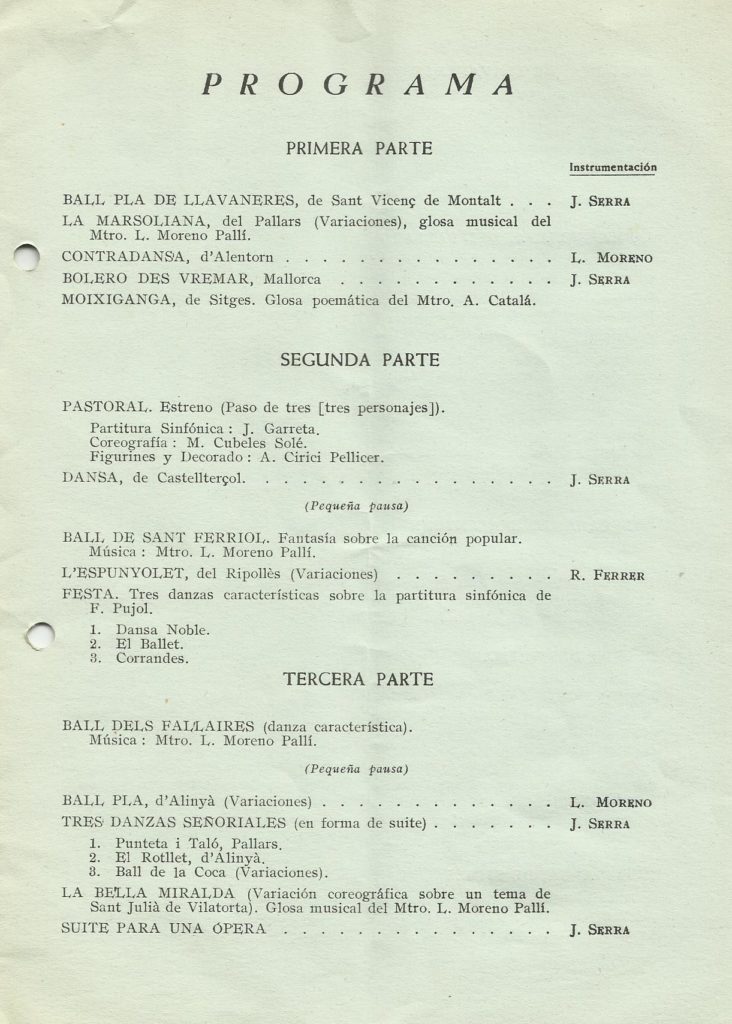 PROGRAMA
PRIMERA PARTE
Instrumentación
BALL PLA DE LLAVANERES, de Sant Vicenç de Montalt . . . J. SERRA
LA MARSOLIANA, del Pallars (Variaciones), glosa musical del
Mtro. L. Moreno Pallí.
CONTRADANSA, d'Alentorn . . . . . . . . . . . . . . . L. MORENO
BOLERO DES VREMAR, Mallorca . . . . . . . . . . . . J. SERRA
MOIXIGANGA, de Sitges. Glosa poemática del Mtro. A. Catalá.
SEGUNDA PARTE
PASTORAL. Estreno (Paso de tres [tres personajes]).
Partitura Sinfónica : J. Garreta.
Coreografía : M. Cubeles Solé.
Figurines y Decorado : A. Cirici Pellicer.
DANSA, de Castellterçol. . . . . . . . . . . . . . . . J. SERRA
(Pequeña pausa)
BALL DE SANT FERRIOL. Fantasía sobre la canción popular.
Música : Mtro. L. Moreno Pallí.
L'ESPUNYOLET, del Ripollès (Variaciones) . . . . . . . . . R. FERRER
FESTA. Tres danzas características sobre la partitura sinfónica de
F. Pujol.
1. Dansa Noble.
2. El Ballet.
3. Corrandes.
TERCERA PARTE
BALL DELS FALLAIRES (danza característica).
Música : Mtro. L. Moreno Pallí.
(Pequeña pausa)
BALL PLA, d'Alinyà (Variaciones) . . . . . . . . . . . . . L. MORENO
TRES DANZAS SEÑORIALES (en forma de suite) . . . . . . . J. SERRA
1. Punteta i Taló, Pallars.
2. El Rotllet, d'Alinyà.
3. Ball de la Coca (Variaciones).
LA BELLA MIRALDA (Variación coreográfica sobre un tema de
Sant Julià de Vilatorta). Glosa musical del Mtro. L. Moreno Pallí.
SUITE PARA UNA ÓPERA . . . . . . . . . . . . . . . J. SERRA